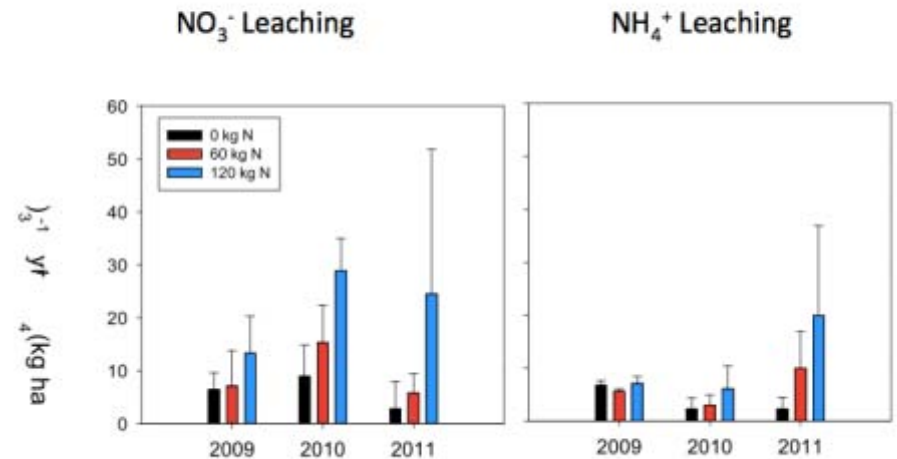 NO₃⁻ Leaching
NH₄⁺ Leaching
60
50
40
30
20
10
0
0 kg N
60 kg N
120 kg N
)₃⁻¹ yr
₄(kg ha
2009 2010 2011
2009 2010 2011